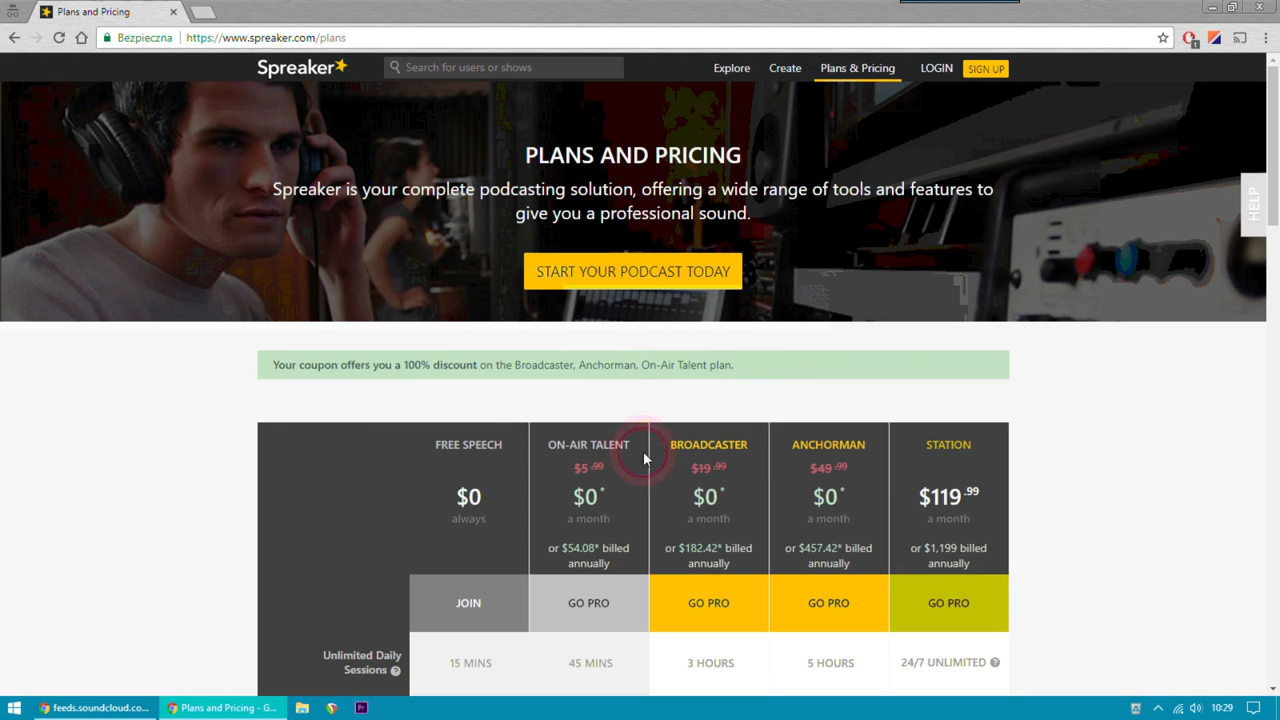 Plans and Pricing
Bezpieczna
https://www.spreaker.com/plans
1
Spreaker
Search for users or shows
Explore
Create
Plans & Pricing
LOGIN
SIGN UP
PLANS AND PRICING
Spreaker is your complete podcasting solution, offering a wide range of tools and features to
give you a professional sound.
START YOUR PODCAST TODAY
HELP
Your coupon offers you a 100% discount on the Broadcaster, Anchorman, On-Air Talent plan.
FREE SPEECH
ON-AIR TALENT
BROADCASTER
ANCHORMAN
STATION
$5.99
$19.99
$49.99
$0
$0*
$0*
$0*
$119.99
always
a month
a month
a month
a month
or $54.08* billed
annually
or $182.42* billed
annually
or $457.42* billed
annually
or $1,199 billed
annually
JOIN
GO PRO
GO PRO
GO PRO
GO PRO
Unlimited Daily
Sessions ?
15 MINS
45 MINS
3 HOURS
5 HOURS
24/7 UNLIMITED ?
feeds.soundcloud.co...
Plans and Pricing - G...
Pr
10:29